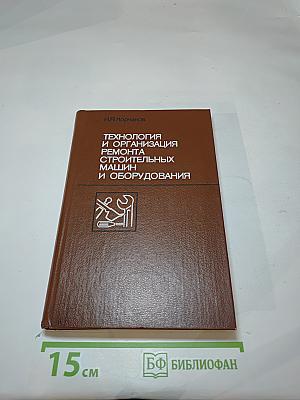 ТЕХНОЛОГИЯ
И ОРГАНИЗАЦИЯ
РЕМОНТА
СТРОИТЕЛЬНЫХ
МАШИН
И ОБОРУДОВАНИЯ
15 см
БФ БИБЛИОФАН